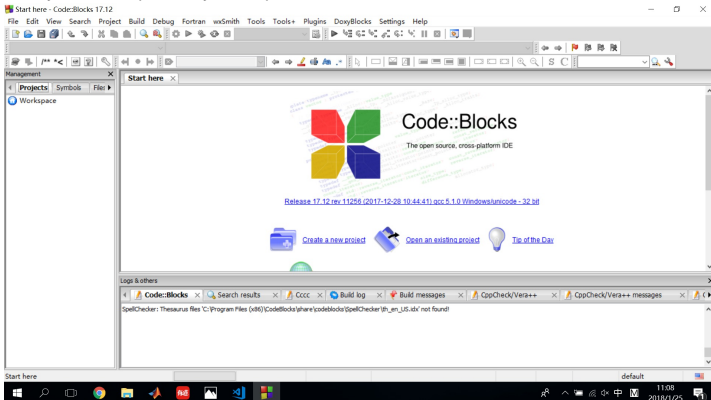 Start here - Code::Blocks 17.12
File Edit View Search Project Build Debug Fortran wxSmith Tools Tools+ Plugins DoxyBlocks Settings Help
/** *<
S C
Management
Projects Symbols Files
Workspace
Start here
Code::Blocks
The open source, cross-platform IDE
Release 17.12 rev 11256 (2017-12-28 10:44:41) gcc 5.1.0 Windows/unicode - 32 bit
Create a new project Open an existing project Tip of the Day
Logs & others
Code::Blocks Search results Cccc Build log Build messages CppCheck/Vera++ CppCheck/Vera++ messages
SpellChecker: Thesaurus files 'C:\Program Files (x86)\CodeBlocks\share\codeblocks\SpellChecker\th_en_US.idx' not found!
Start here default
中 M 11:08
2018/1/25